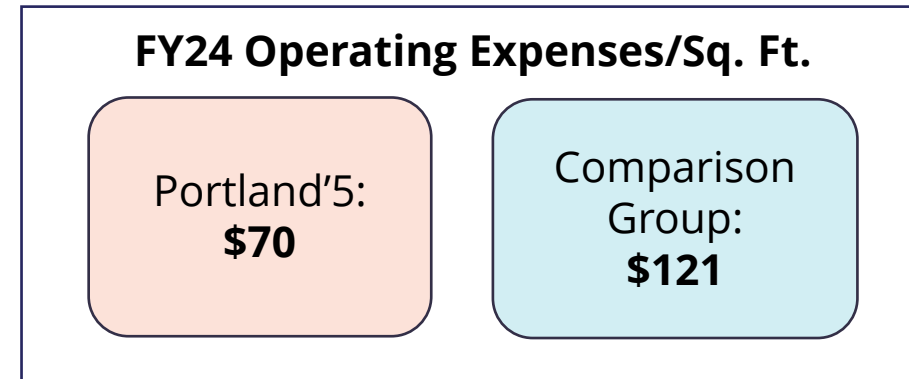 FY24 Operating Expenses/Sq. Ft.
Portland’5:
$70
Comparison
Group:
$121